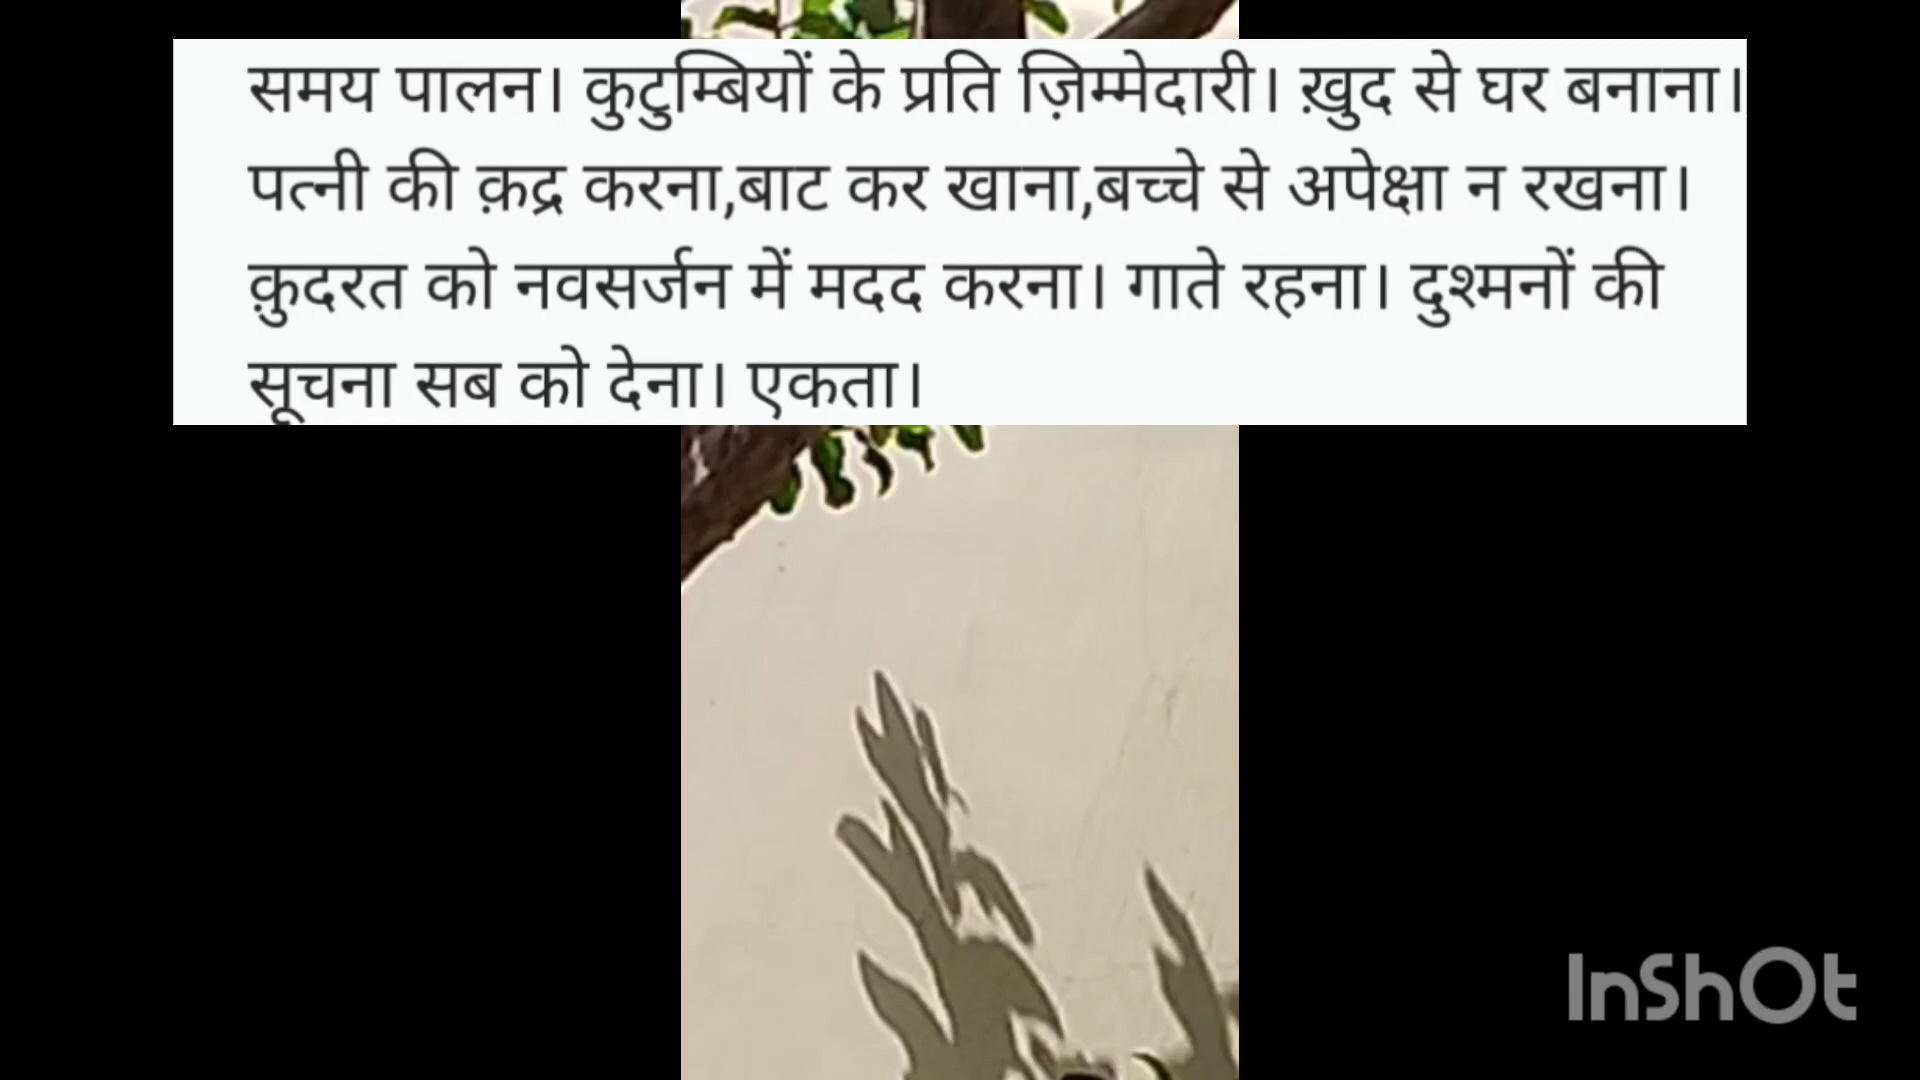 समय पालन। कुटुम्बियों के प्रति ज़िम्मेदारी। ख़ुद से घर बनाना।
पत्नी की क़द्र करना,बाट कर खाना,बच्चे से अपेक्षा न रखना।
क़ुदरत को नवसर्जन में मदद करना। गाते रहना। दुश्मनों की
सूचना सब को देना। एकता।
InShOt